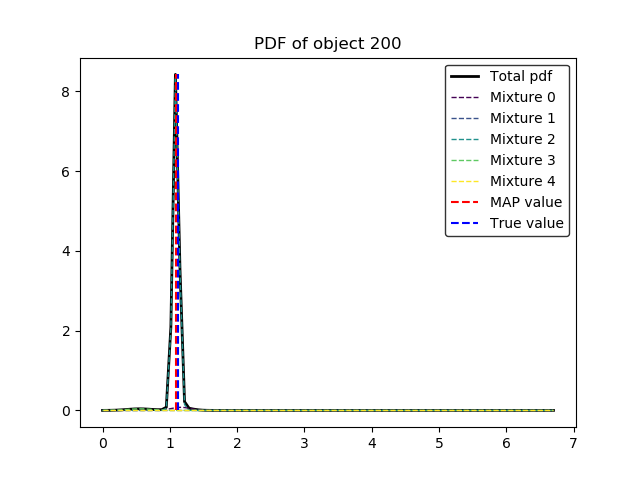 PDF of object 200
Total pdf
Mixture 0
Mixture 1
Mixture 2
Mixture 3
Mixture 4
MAP value
True value
8
6
4
2
0
0 1 2 3 4 5 6 7